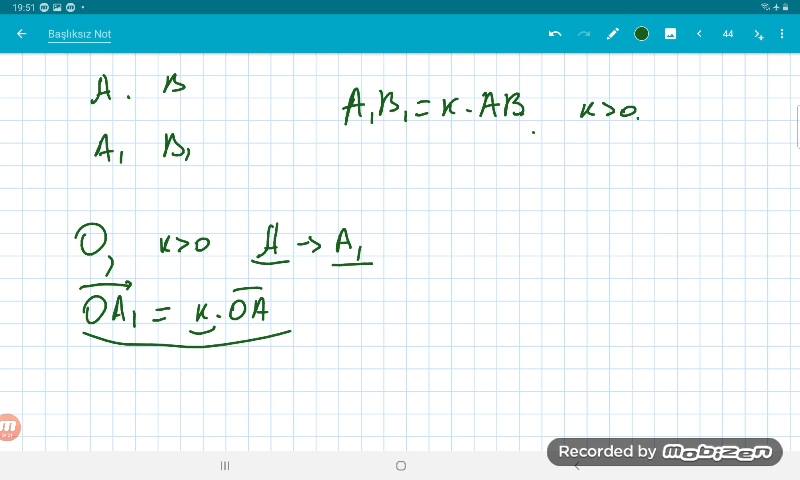 19:51
Başlıksız Not
44
A . B
A₁ B₁
A₁B₁ = k · AB. k > 0.
O, k > 0 A → A₁
OA₁ = k · OA
Recorded by mobizen